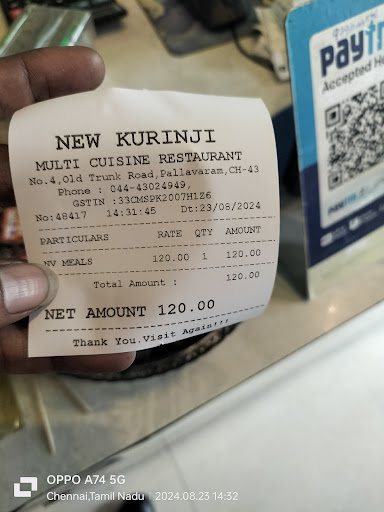 NEW KURINJI
MULTI CUISINE RESTAURANT
No.4,Old Trunk Road,Pallavaram,CH-43
Phone : 044-43024949,
GSTIN :33CMSPK2007H1Z6
No:48417 14:31:45 Dt:23/08/2024
PARTICULARS RATE QTY AMOUNT
NV MEALS 120.00 1 120.00
Total Amount : 120.00
NET AMOUNT 120.00
Thank You.Visit Again!!!
paytm
Accepted He
OPPO A74 5G
Chennai,Tamil Nadu | 2024.08.23 14:32